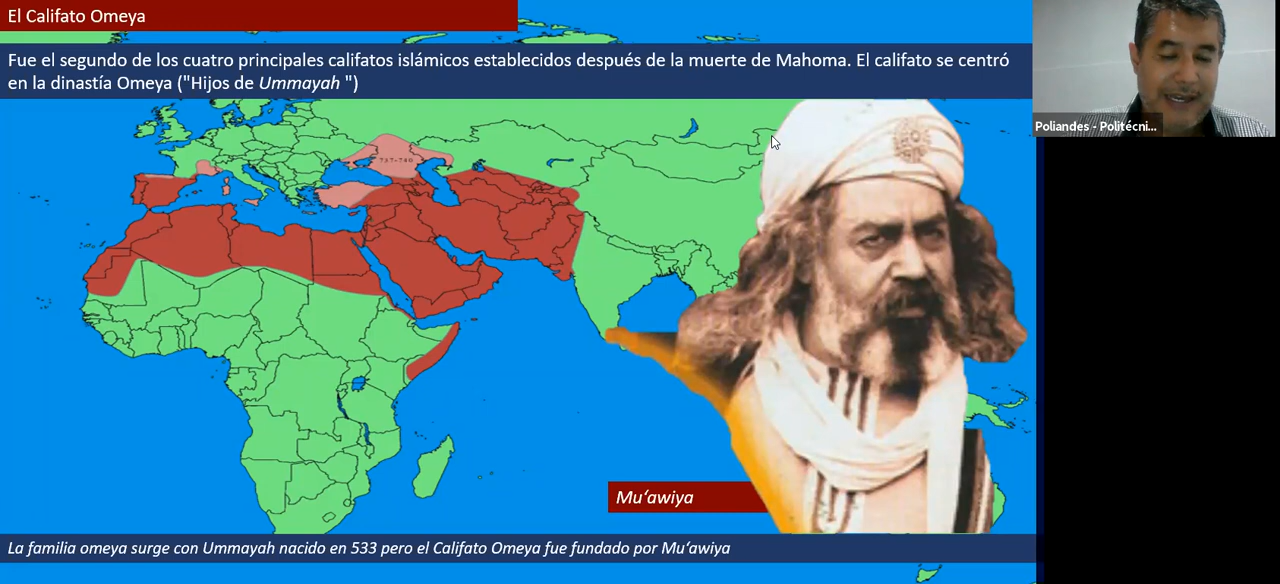 El Califato Omeya
Fue el segundo de los cuatro principales califatos islámicos establecidos después de la muerte de Mahoma. El califato se centró
en la dinastía Omeya ("Hijos de Ummayah ")
Poliandes - Politécni...
737-740
Mu‘awiya
La familia omeya surge con Ummayah nacido en 533 pero el Califato Omeya fue fundado por Mu‘awiya